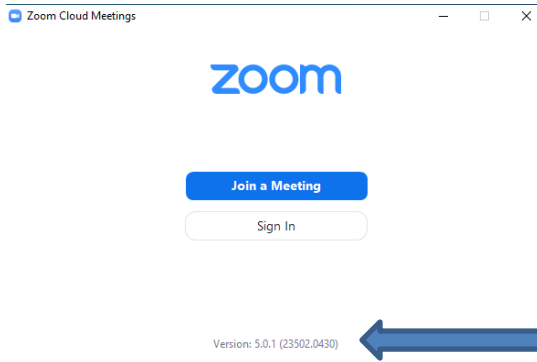 Zoom Cloud Meetings
zoom
Join a Meeting
Sign In
Version: 5.0.1 (23502.0430)